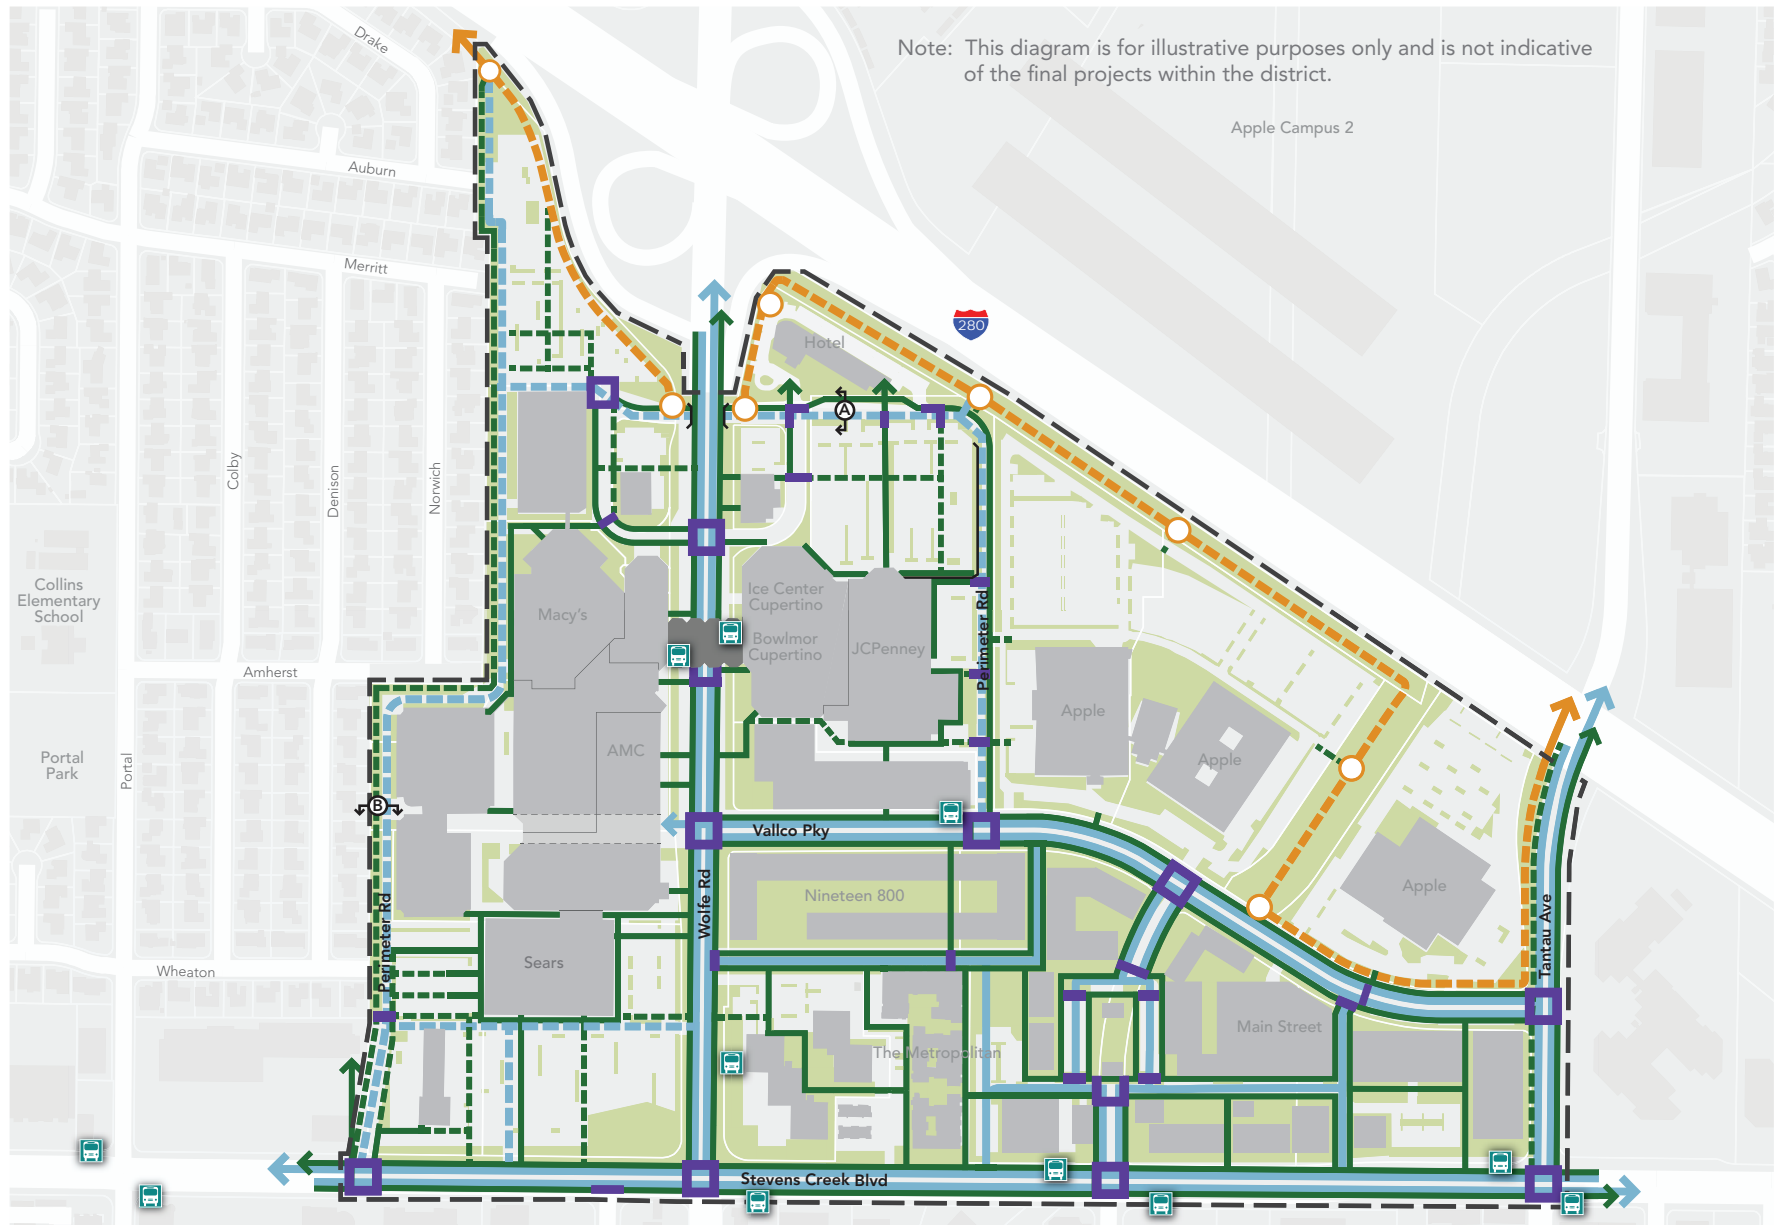 Drake
Note: This diagram is for illustrative purposes only and is not indicative
of the final projects within the district.
Apple Campus 2
Auburn
Merritt
280
Hotel
A
Colby
Denison
Norwich
Collins
Elementary
School
Macy's
Ice Center
Cupertino
Bowlmor
Cupertino
JCPenney
Perimeter Rd
Amherst
Apple
Portal
Park
Portal
AMC
Apple
B
Vallco Pky
Nineteen 800
Apple
Perimeter Rd
Wolfe Rd
Tantau Ave
Wheaton
Sears
Main Street
The Metropolitan
Stevens Creek Blvd